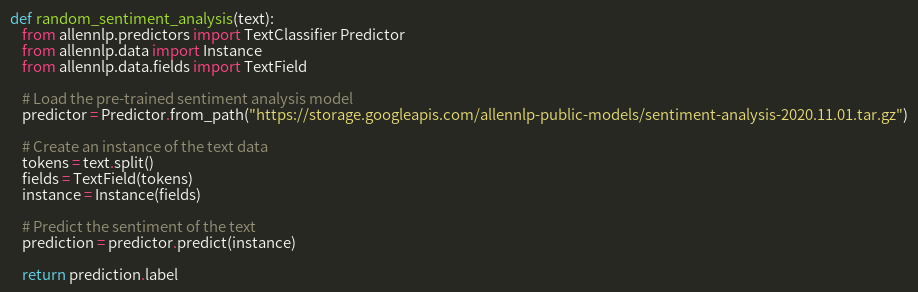 def random_sentiment_analysis(text):
from allennlp.predictors import TextClassifier Predictor
from allennlp.data import Instance
from allennlp.data.fields import TextField
# Load the pre-trained sentiment analysis model
predictor = Predictor.from_path("https://storage.googleapis.com/allennlp-public-models/sentiment-analysis-2020.11.01.tar.gz")
# Create an instance of the text data
tokens = text.split()
fields = TextField(tokens)
instance = Instance(fields)
# Predict the sentiment of the text
prediction = predictor.predict(instance)
return prediction.label